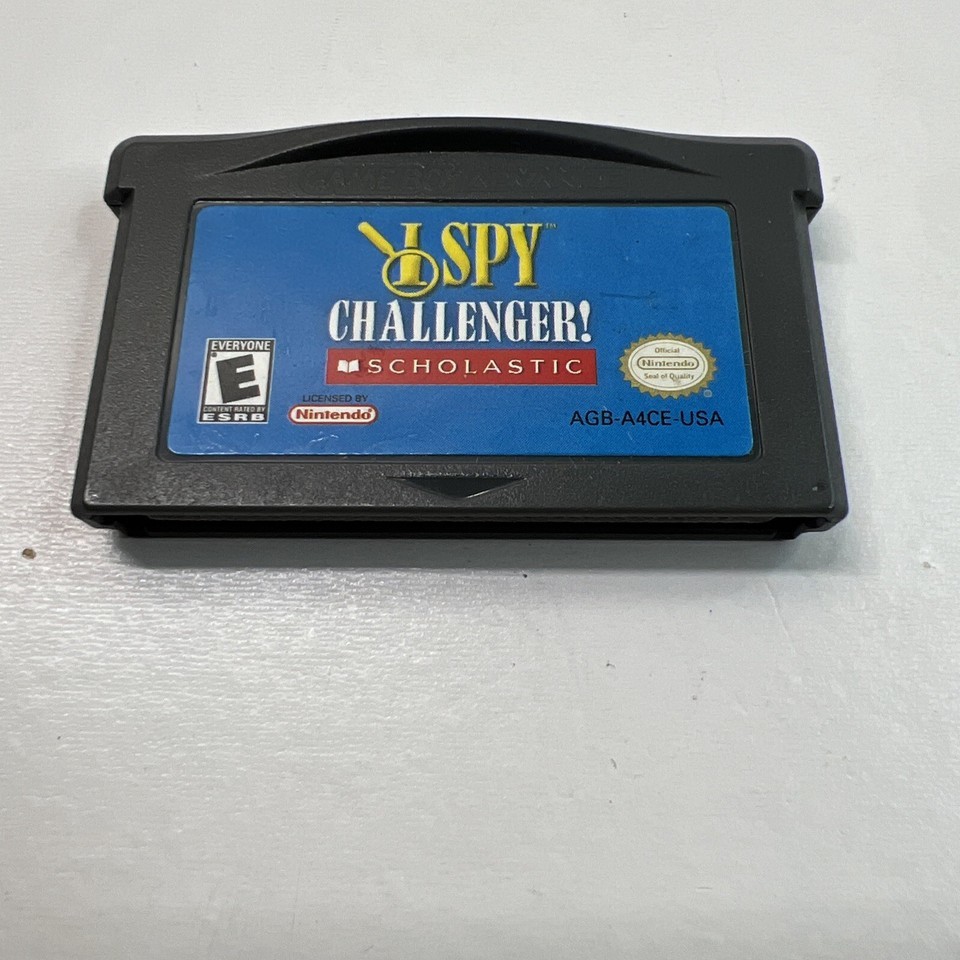 GAME BOY ADVANCE
I SPY™
CHALLENGER!
SCHOLASTIC
EVERYONE
E
CONTENT RATED BY
ESRB
LICENSED BY
Nintendo®
Official
Nintendo
Seal of Quality
®
AGB-A4CE-USA